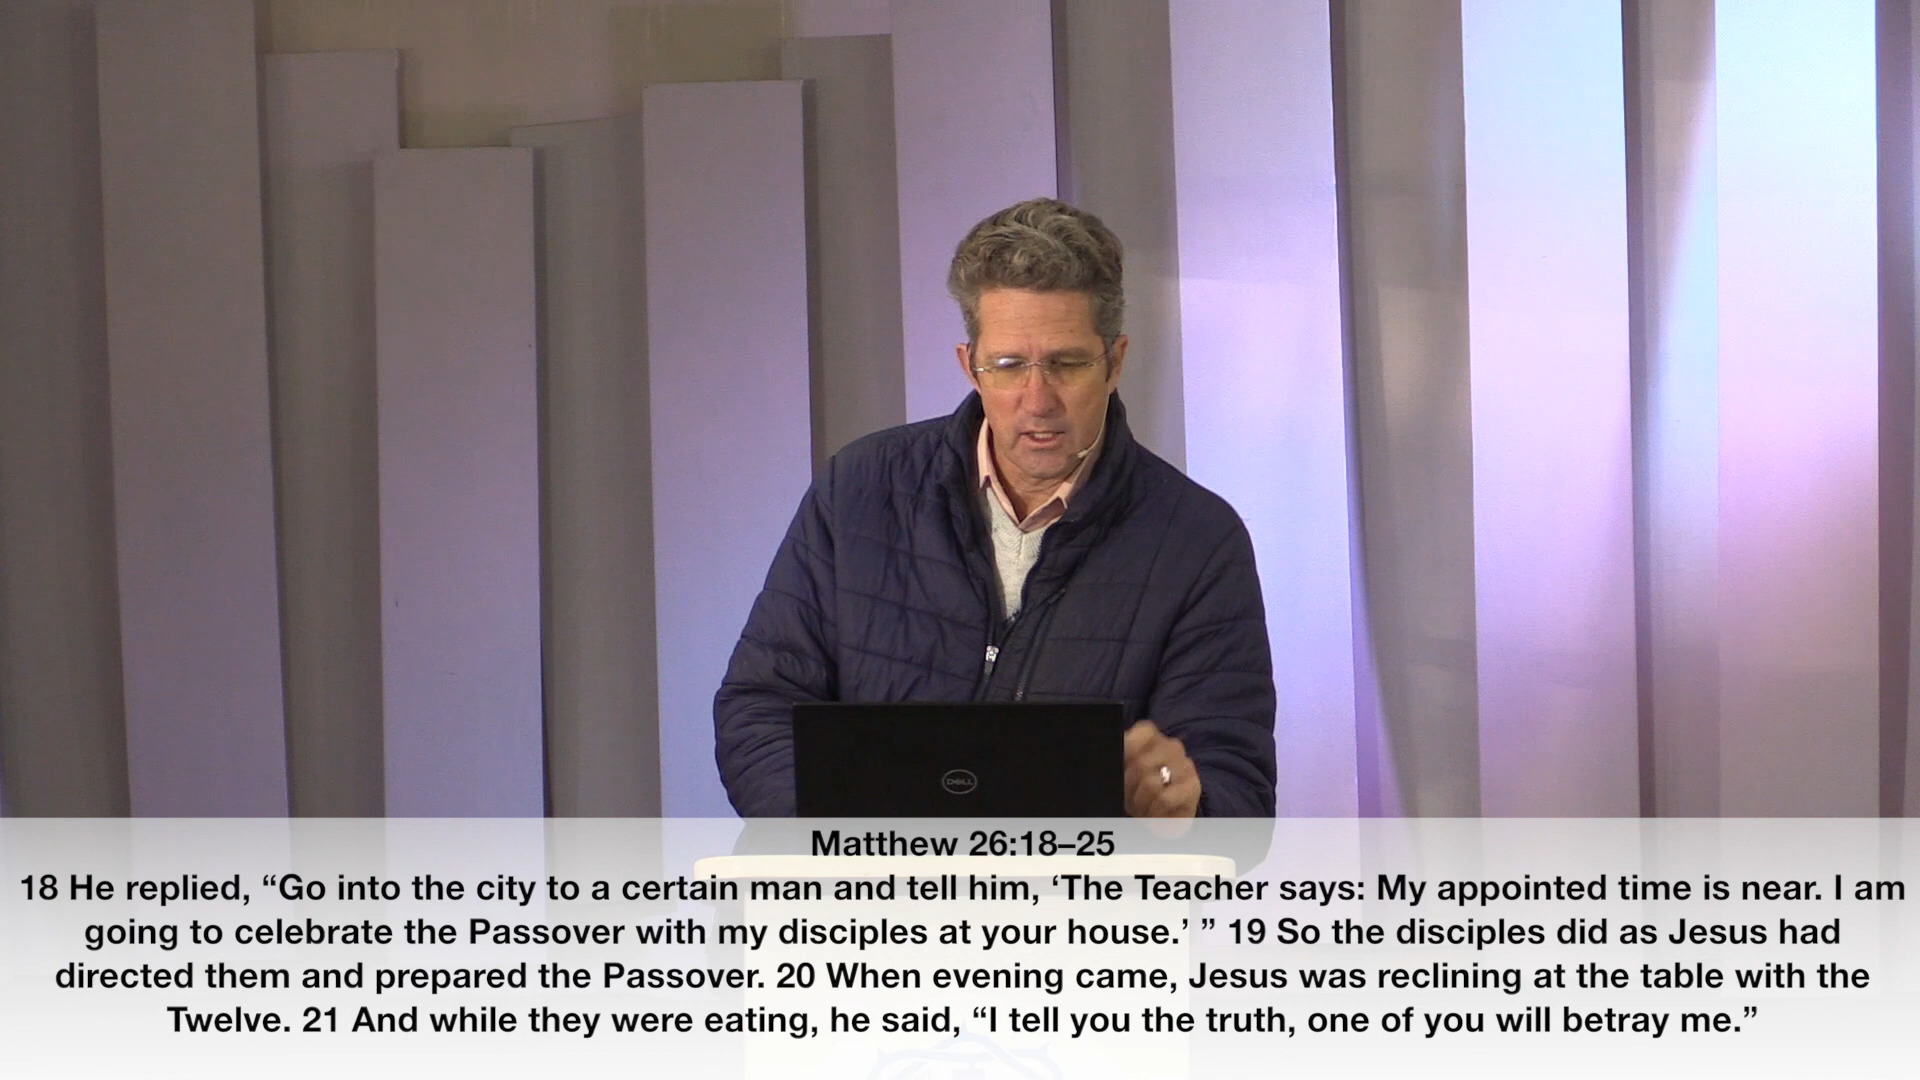 DELL
Matthew 26:18–25
18 He replied, “Go into the city to a certain man and tell him, ‘The Teacher says: My appointed time is near. I am
going to celebrate the Passover with my disciples at your house.’ ” 19 So the disciples did as Jesus had
directed them and prepared the Passover. 20 When evening came, Jesus was reclining at the table with the
Twelve. 21 And while they were eating, he said, “I tell you the truth, one of you will betray me.”